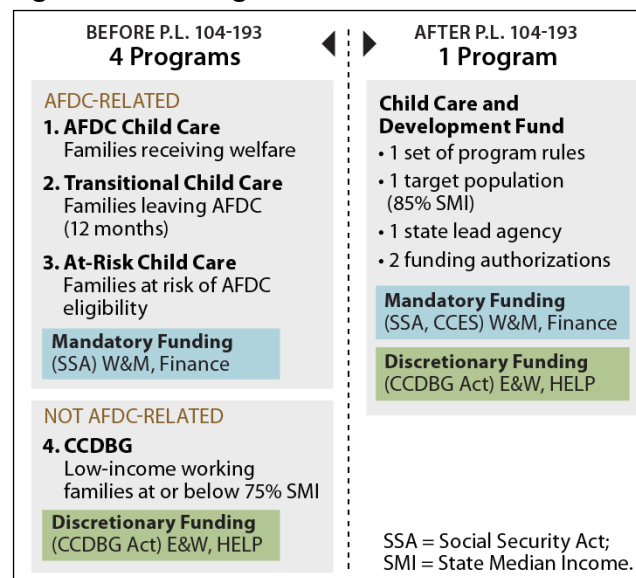 BEFORE P.L. 104-193
4 Programs
AFDC-RELATED
1. AFDC Child Care
Families receiving welfare
2. Transitional Child Care
Families leaving AFDC
(12 months)
3. At-Risk Child Care
Families at risk of AFDC
eligibility
Mandatory Funding
(SSA) W&M, Finance
NOT AFDC-RELATED
4. CCDBG
Low-income working
families at or below 75% SMI
Discretionary Funding
(CCDBG Act) E&W, HELP
AFTER P.L. 104-193
1 Program
Child Care and
Development Fund
• 1 set of program rules
• 1 target population
(85% SMI)
• 1 state lead agency
• 2 funding authorizations
Mandatory Funding
(SSA, CCES) W&M, Finance
Discretionary Funding
(CCDBG Act) E&W, HELP
SSA = Social Security Act;
SMI = State Median Income.